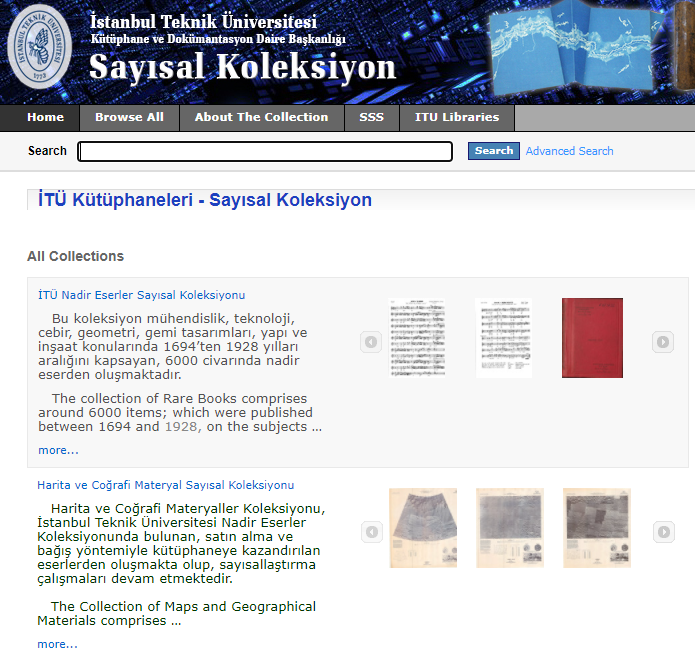 İSTANBUL TEKNİK ÜNİVERSİTESİ
1773
İstanbul Teknik Üniversitesi
Kütüphane ve Dokümantasyon Daire Başkanlığı
Sayısal Koleksiyon
Home Browse All About The Collection SSS ITU Libraries
Search Search Advanced Search
İTÜ Kütüphaneleri - Sayısal Koleksiyon
All Collections
İTÜ Nadir Eserler Sayısal Koleksiyonu
Bu koleksiyon mühendislik, teknoloji,
cebir, geometri, gemi tasarımları, yapı ve
inşaat konularında 1694’ten 1928 yılları
aralığını kapsayan, 6000 civarında nadir
eserden oluşmaktadır.
The collection of Rare Books comprises
around 6000 items; which were published
between 1694 and 1928, on the subjects ...
more...
Harita ve Coğrafi Materyal Sayısal Koleksiyonu
Harita ve Coğrafi Materyaller Koleksiyonu,
İstanbul Teknik Üniversitesi Nadir Eserler
Koleksiyonunda bulunan, satın alma ve
bağış yöntemiyle kütüphaneye kazandırılan
eserlerden oluşmakta olup, sayısallaştırma
çalışmaları devam etmektedir.
The Collection of Maps and Geographical
Materials comprises ...
more...